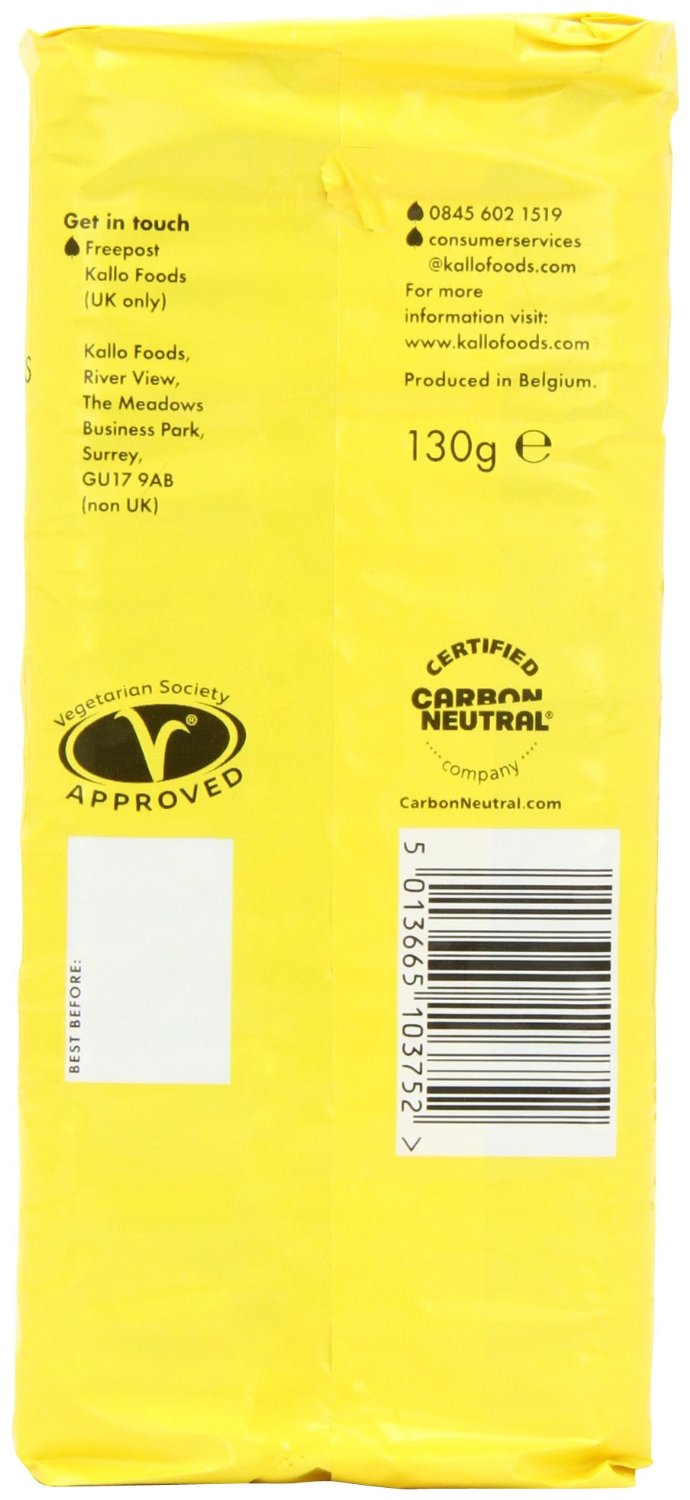 Get in touch
Freepost
Kallo Foods
(UK only)
Kallo Foods,
River View,
The Meadows
Business Park,
Surrey,
GU17 9AB
(non UK)
0845 602 1519
consumerservices
@kallofoods.com
For more
information visit:
www.kallofoods.com
Produced in Belgium.
130g ℮
Vegetarian Society
V®
APPROVED
CERTIFIED
CARBON
NEUTRAL®
company
CarbonNeutral.com
BEST BEFORE:
5 013665 103752 >